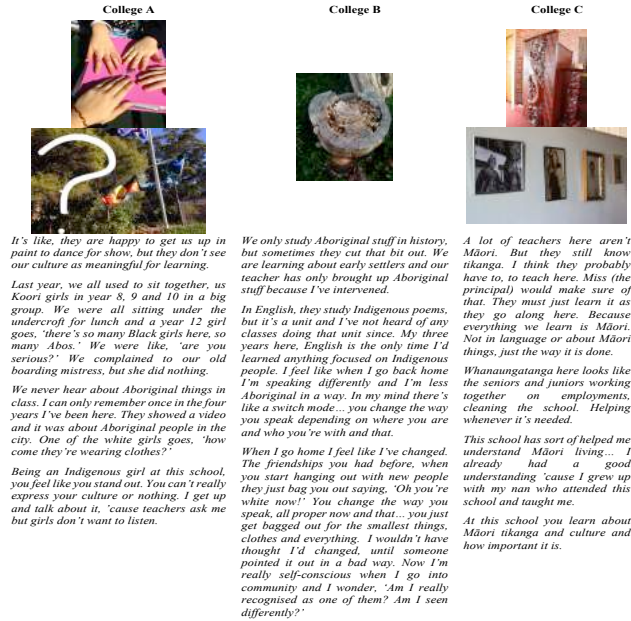 College A
It's like, they are happy to get us up in
paint to dance for show, but they don't see
our culture as meaningful for learning.
Last year, we all used to sit together, us
Koori girls in year 8, 9 and 10 in a big
group. We were all sitting under the
undercroft for lunch and a year 12 girl
goes, 'there's so many Black girls here, so
many Abos.' We were like, 'are you
serious?' We complained to our old
boarding mistress, but she did nothing.
We never hear about Aboriginal things in
class. I can only remember once in the four
years I've been here. They showed a video
and it was about Aboriginal people in the
city. One of the white girls goes, 'how
come they're wearing clothes?'
Being an Indigenous girl at this school,
you feel like you stand out. You can't really
express your culture or nothing. I get up
and talk about it, 'cause teachers ask me
but girls don't want to listen.
College B
We only study Aboriginal stuff in history,
but sometimes they cut that bit out. We
are learning about early settlers and our
teacher has only brought up Aboriginal
stuff because I've intervened.
In English, they study Indigenous poems,
but it's a unit and I've not heard of any
classes doing that unit since. My three
years here, English is the only time I'd
learned anything focused on Indigenous
people. I feel like when I go back home
I'm speaking differently and I'm less
Aboriginal in a way. In my mind there's
like a switch mode… you change the way
you speak depending on where you are
and who you're with and that.
When I go home I feel like I've changed.
The friendships you had before, when
you start hanging out with new people
they just bag you out saying, 'Oh you're
white now!' You change the way you
speak, all proper now and that… you just
get bagged out for the smallest things,
clothes and everything. I wouldn't have
thought I'd changed, until someone
pointed it out in a bad way. Now I'm
really self-conscious when I go into
community and I wonder, 'Am I really
recognised as one of them? Am I seen
differently?'
College C
A lot of teachers here aren't
Māori. But they still know
tikanga. I think they probably
have to, to teach here. Miss (the
principal) would make sure of
that. They must just learn it as
they go along here. Because
everything we learn is Māori.
Not in language or about Māori
things, just the way it is done.
Whanaungatanga here looks like
the seniors and juniors working
together on employments,
cleaning the school. Helping
whenever it's needed.
This school has sort of helped me
understand Māori living… I
already had a good
understanding 'cause I grew up
with my nan who attended this
school and taught me.
At this school you learn about
Māori tikanga and culture and
how important it is.